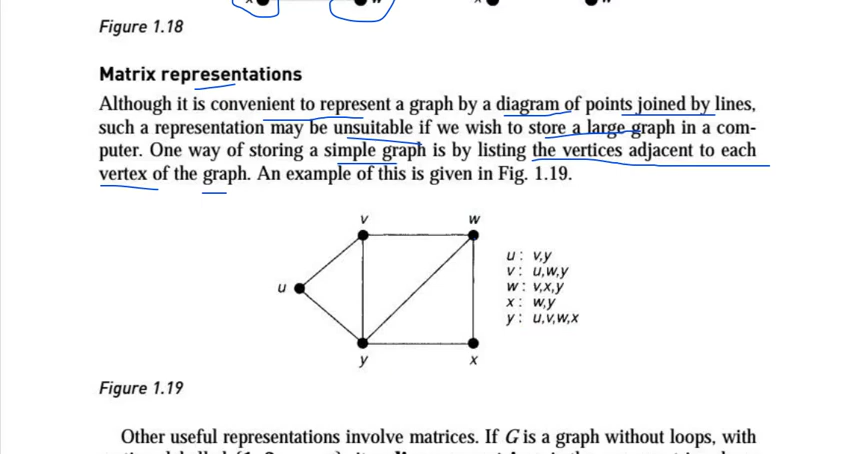 Figure 1.18
Matrix representations
Although it is convenient to represent a graph by a diagram of points joined by lines,
such a representation may be unsuitable if we wish to store a large graph in a com-
puter. One way of storing a simple graph is by listing the vertices adjacent to each
vertex of the graph. An example of this is given in Fig. 1.19.
v w
u
u : v,y
v : u,w,y
w : v,x,y
x : w,y
y : u,v,w,x
y x
Figure 1.19
Other useful representations involve matrices. If G is a graph without loops, with